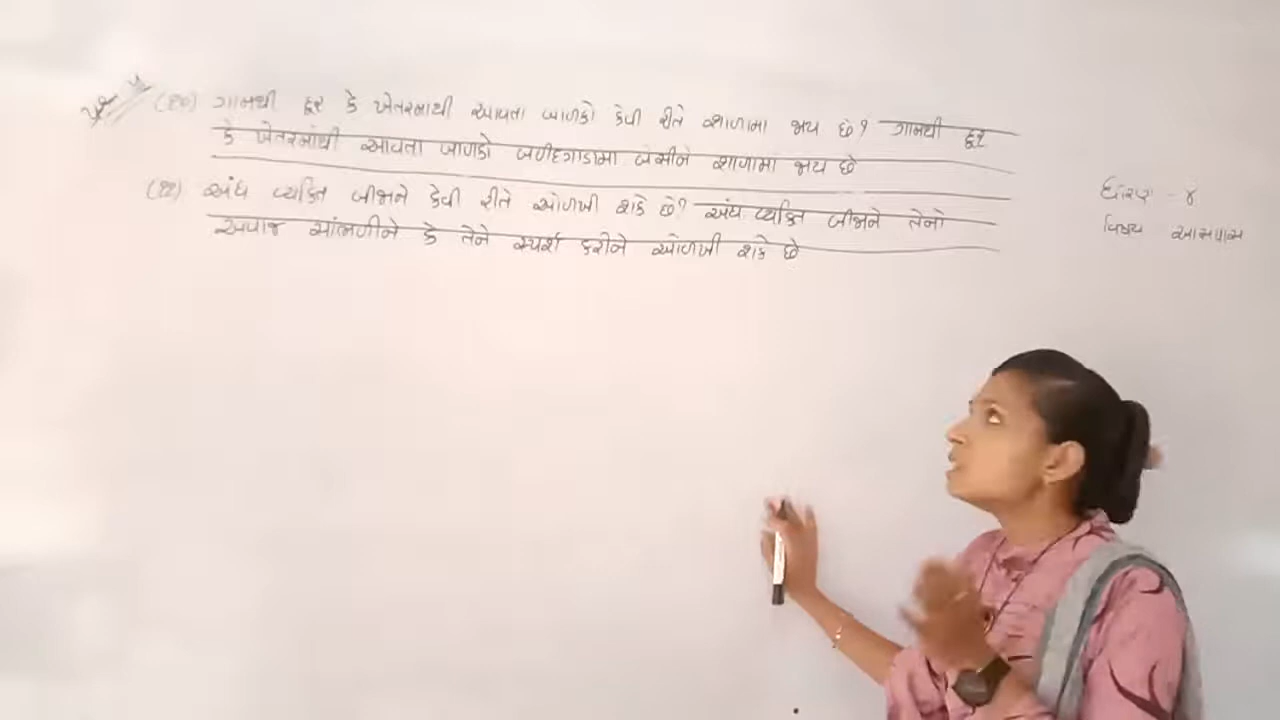 (૧૦) ગામથી દૂર કે ખેતરમાંથી આવતા બાળકો કેવી રીતે શાળામા જાય છે? ગામથી દૂર
કે ખેતરમાંથી આવતા બાળકો બળદગાડામા બેસીને શાળામાં જાય છે
(૧૧) અંધ વ્યક્તિ બીજાને કેવી રીતે ઓળખી શકે છે? અંધ વ્યક્તિ બીજાને તેનો
અવાજ સાંભળીને કે તેને સ્પર્શ કરીને ઓળખી શકે છે
ધોરણ - ૪
વિષય આસપાસ